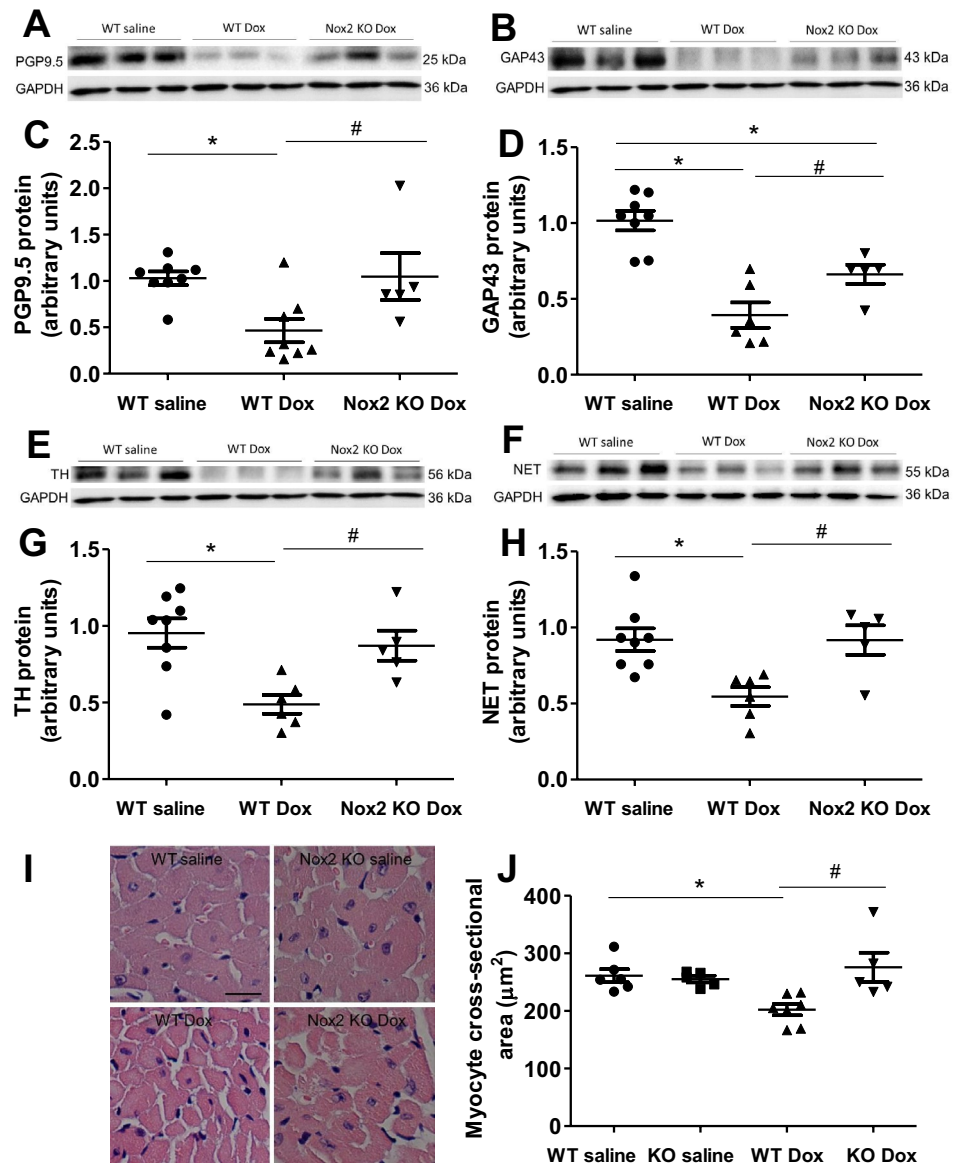 A
WT saline WT Dox Nox2 KO Dox
PGP9.5 25 kDa
GAPDH 36 kDa
B
WT saline WT Dox Nox2 KO Dox
GAP43 43 kDa
GAPDH 36 kDa
C
PGP9.5 protein
(arbitrary units)
2.5
2.0
1.5
1.0
0.5
0.0
* #
WT saline WT Dox Nox2 KO Dox
D
GAP43 protein
(arbitrary units)
1.5
1.0
0.5
0.0
*
* #
WT saline WT Dox Nox2 KO Dox
E
WT saline WT Dox Nox2 KO Dox
TH 56 kDa
GAPDH 36 kDa
F
WT saline WT Dox Nox2 KO Dox
NET 55 kDa
GAPDH 36 kDa
G
TH protein
(arbitrary units)
1.5
1.0
0.5
0.0
* #
WT saline WT Dox Nox2 KO Dox
H
NET protein
(arbitrary units)
1.5
1.0
0.5
0.0
* #
WT saline WT Dox Nox2 KO Dox
I
WT saline Nox2 KO saline
WT Dox Nox2 KO Dox
J
Myocyte cross-sectional
area (μm²)
400
300
200
100
0
* #
WT saline KO saline WT Dox KO Dox